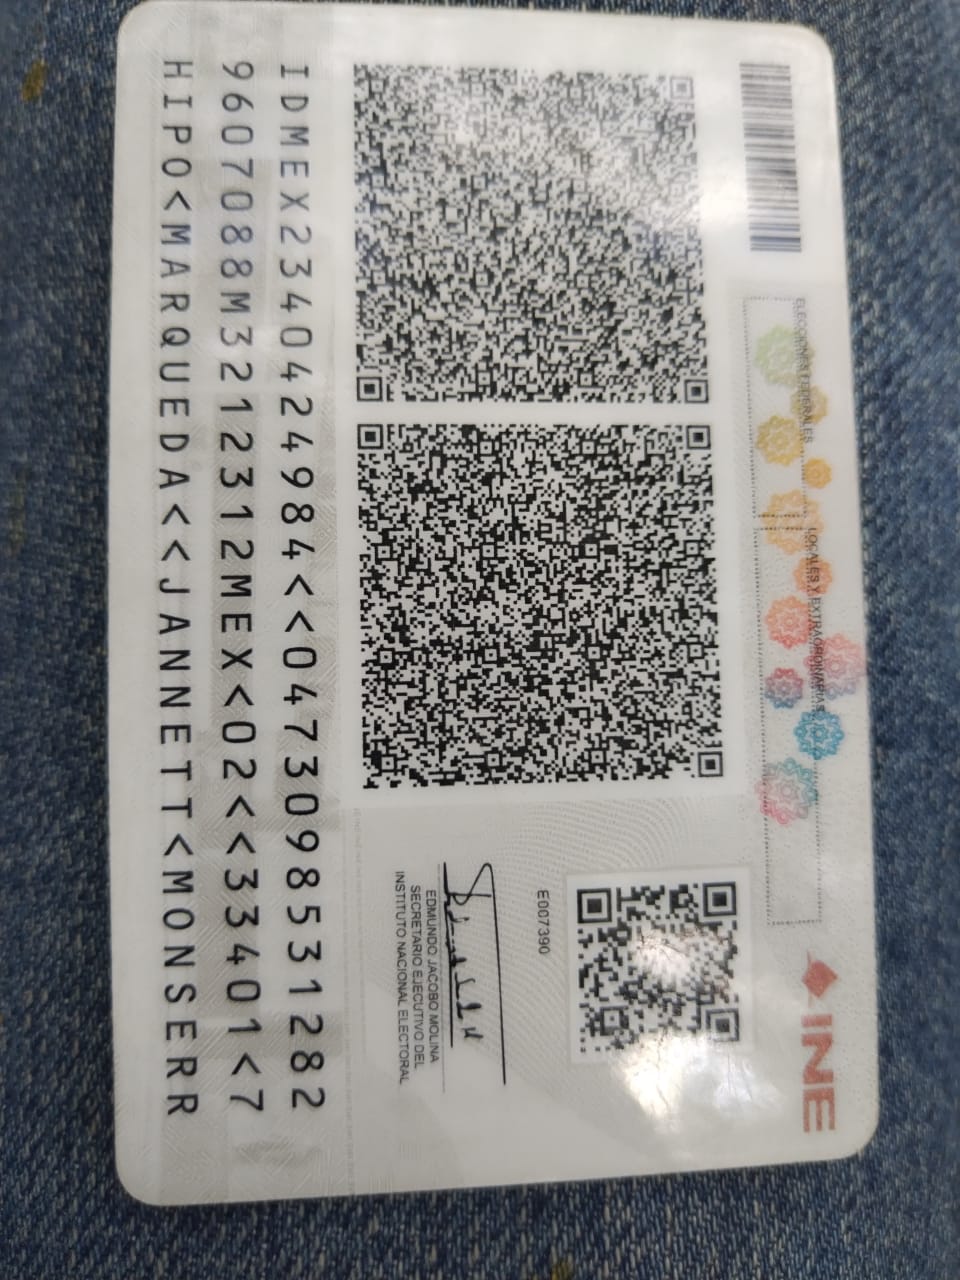 ELECCIONES FEDERALES
LOCALES Y EXTRAORDINARIAS
INE
E007390
EDMUNDO JACOBO MOLINA
SECRETARIO EJECUTIVO DEL
INSTITUTO NACIONAL ELECTORAL
IDMEX2340424984<<0473098531282
9607088M3212312MEX<02<<33401<7
HIPO<MARQUEDA<<JANNETT<MONSERR